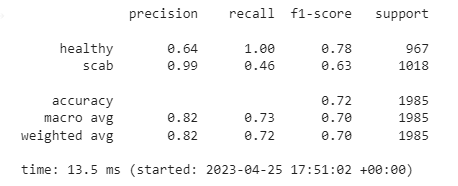 precision recall f1-score support
healthy 0.64 1.00 0.78 967
scab 0.99 0.46 0.63 1018
accuracy 0.72 1985
macro avg 0.82 0.73 0.70 1985
weighted avg 0.82 0.72 0.70 1985
time: 13.5 ms (started: 2023-04-25 17:51:02 +00:00)